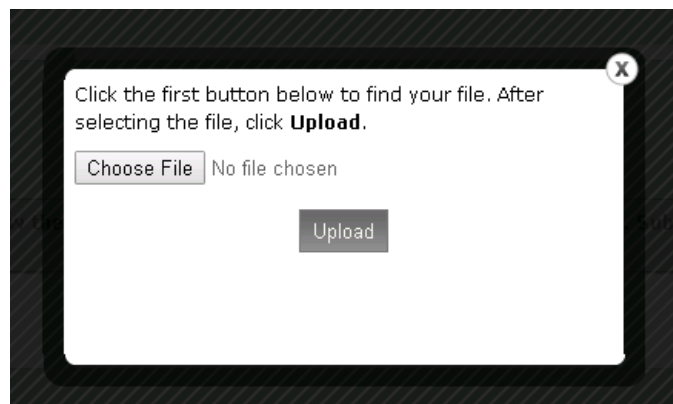 X
Click the first button below to find your file. After
selecting the file, click Upload.
Choose File No file chosen
Upload